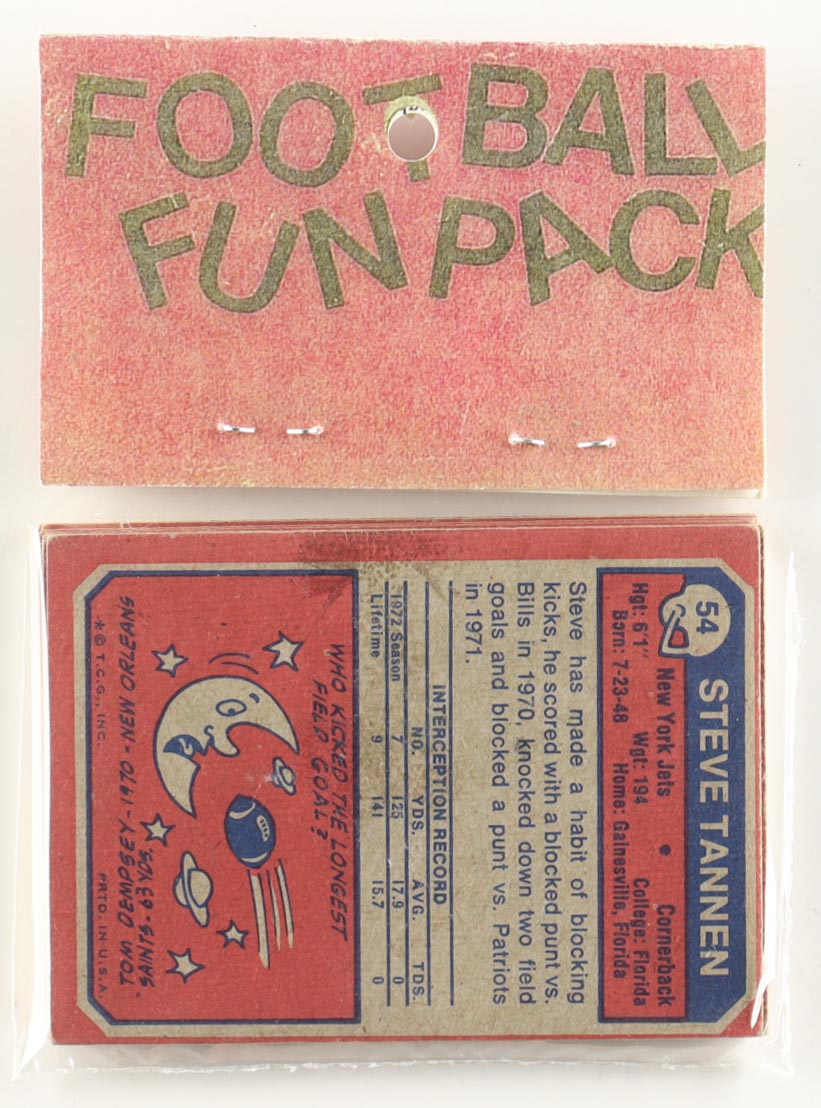 FOOTBALL
FUN PACK
54
STEVE TANNEN
New York Jets • Cornerback
Hgt: 6'1" Wgt: 194 College: Florida
Born: 7-23-48 Home: Gainesville, Florida
Steve has made a habit of blocking
kicks, he scored with a blocked punt vs.
Bills in 1970, knocked down two field
goals and blocked a punt vs. Patriots
in 1971.
INTERCEPTION RECORD
NO. YDS. AVG. TDS.
1972 Season 7 125 17.9 0
Lifetime 9 141 15.7 0
WHO KICKED THE LONGEST
FIELD GOAL?
TOM DEMPSEY - 1970 - NEW ORLEANS
SAINTS - 63 YDS.
* © T.C.G., INC. PRTD. IN U.S.A.